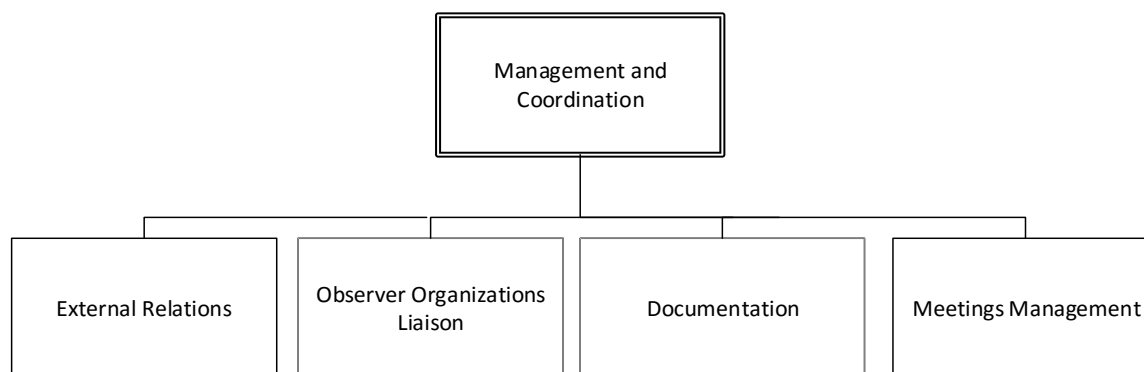 Management and
Coordination
External Relations
Observer Organizations
Liaison
Documentation
Meetings Management